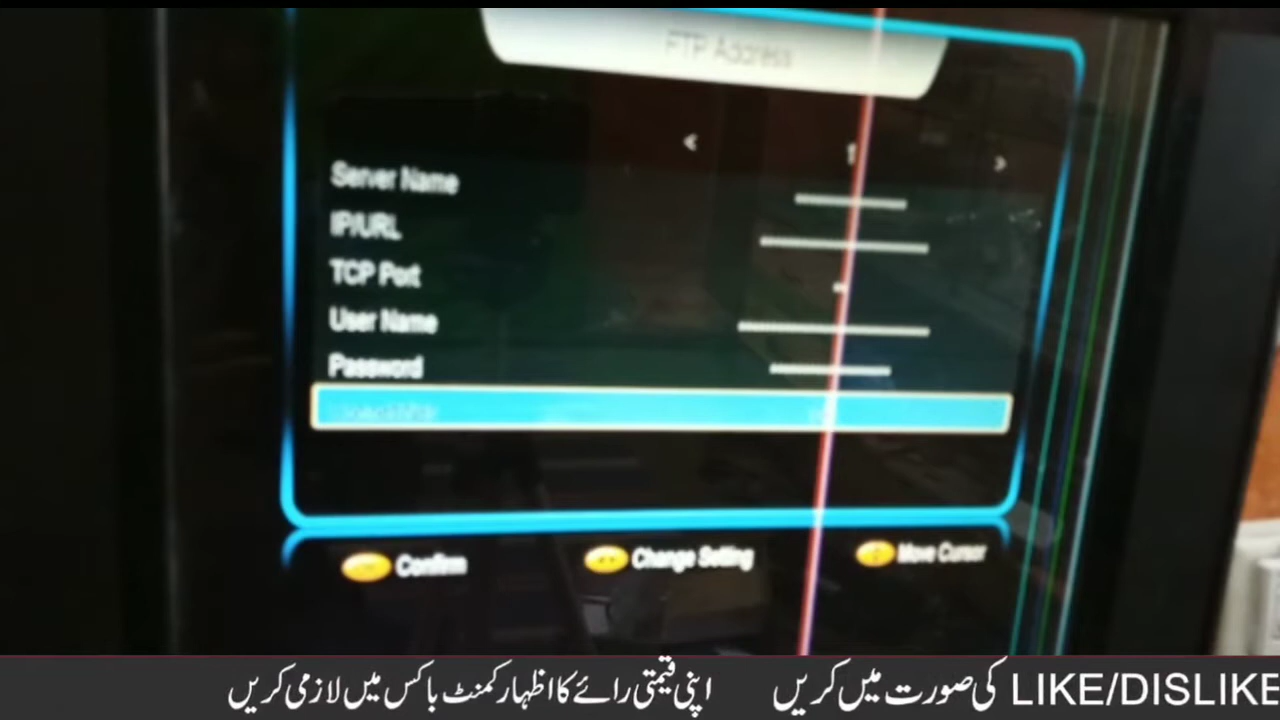 FTP Address
< 1 >
Server Name
IP/URL
TCP Port
User Name
Password
Confirm Change Setting Move Cursor
LIKE/DISLIKE کی صورت میں کریں اپنی قیمتی رائے کا اظہار کمنٹ باکس میں لازمی کریں